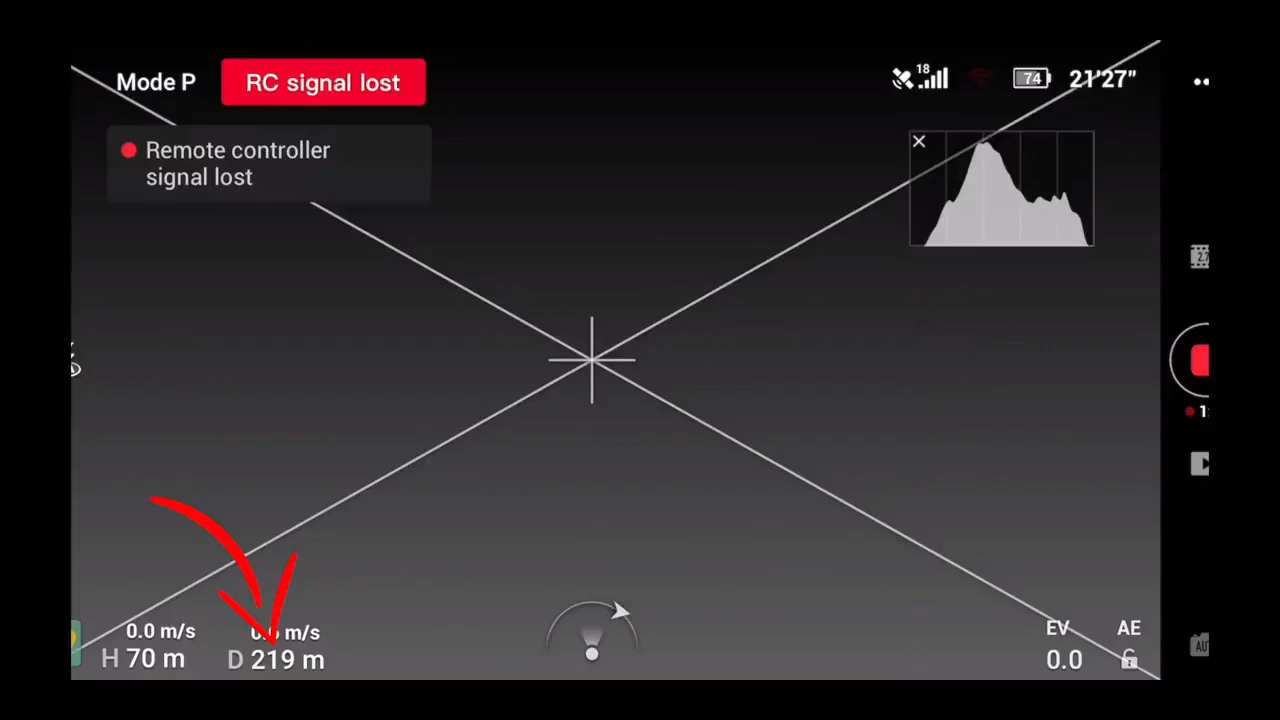 Mode P
RC signal lost
18
74
21'27"
Remote controller
signal lost
0.0 m/s
m/s
H 70 m
D 219 m
EV
AE
0.0